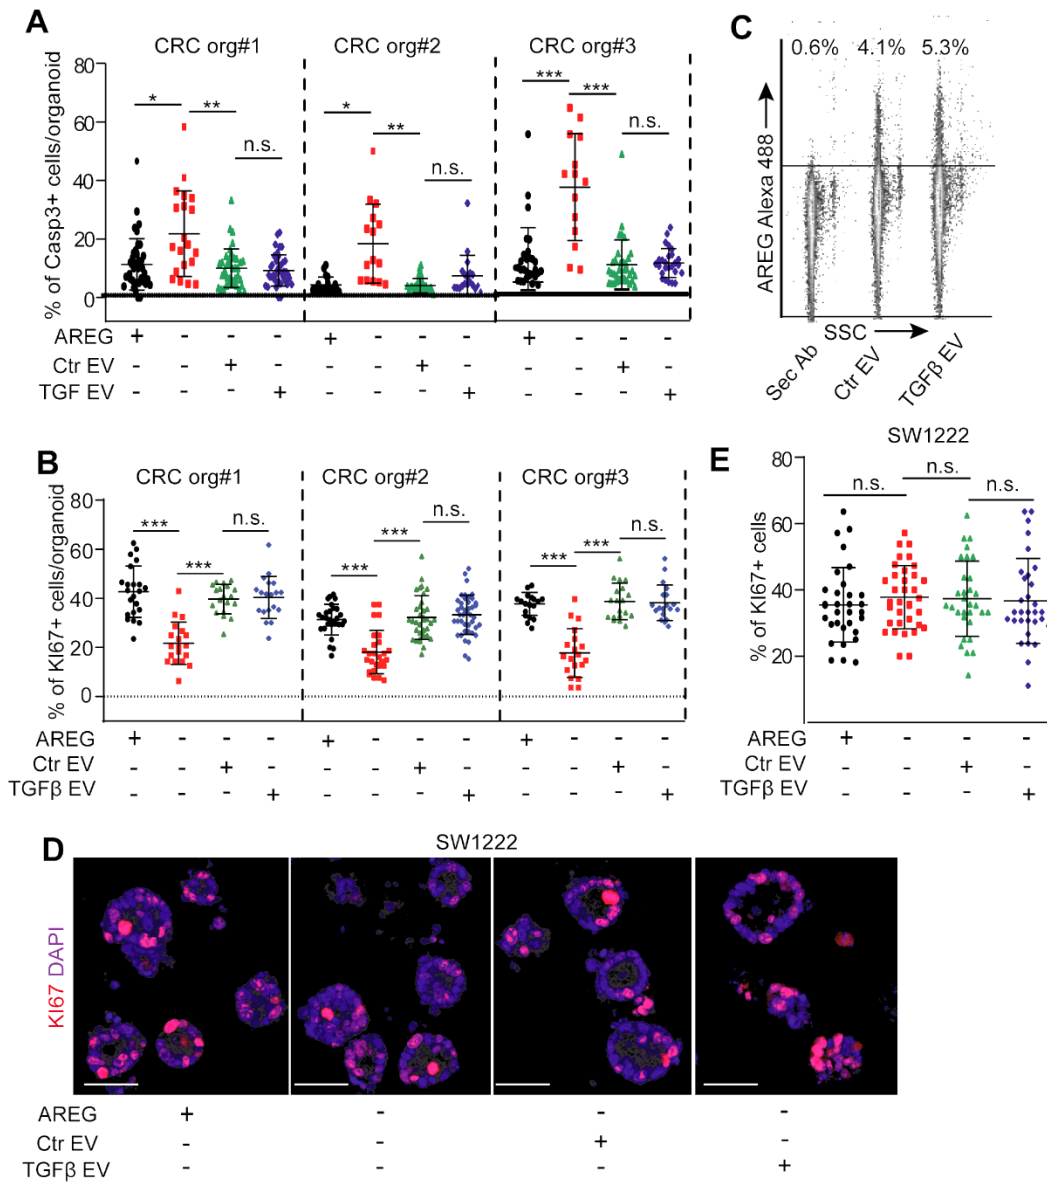 A
CRC org#1 CRC org#2 CRC org#3
% of Casp3+ cells/organoid
80
60
40
20
0
* ** n.s.
* ** n.s.
*** *** n.s.
AREG + - - - + - - - + - - -
Ctr EV - - + - - - + - - - + -
TGF EV - - - + - - - + - - - +
C
0.6% 4.1% 5.3%
AREG Alexa 488
SSC
Sec Ab
Ctr EV
TGFβ EV
B
CRC org#1 CRC org#2 CRC org#3
% of KI67+ cells/organoid
80
60
40
20
0
*** *** n.s.
*** *** n.s.
*** *** n.s.
AREG + - - - + - - - + - - -
Ctr EV - - + - - - + - - - + -
TGFβ EV - - - + - - - + - - - +
E
SW1222
% of KI67+ cells
80
60
40
20
n.s. n.s. n.s.
AREG + - - -
Ctr EV - - + -
TGFβ EV - - - +
D
SW1222
KI67 DAPI
AREG + - - -
Ctr EV - - + -
TGFβ EV - - - +